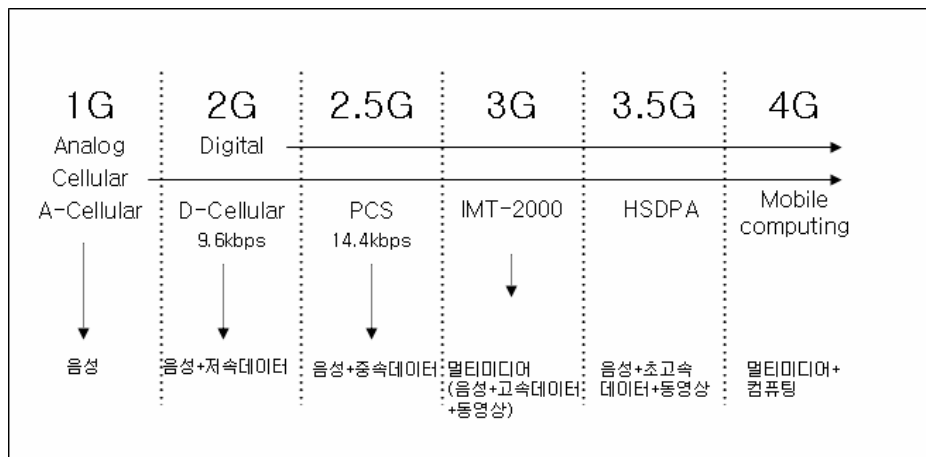 1G 2G 2.5G 3G 3.5G 4G
Analog Digital
Cellular
A-Cellular D-Cellular PCS IMT-2000 HSDPA Mobile
computing
9.6kbps 14.4kbps
음성 음성+저속데이터 음성+중속데이터 멀티미디어 음성+초고속 멀티미디어+
(음성+고속데이터 데이터+동영상 컴퓨팅
+동영상)